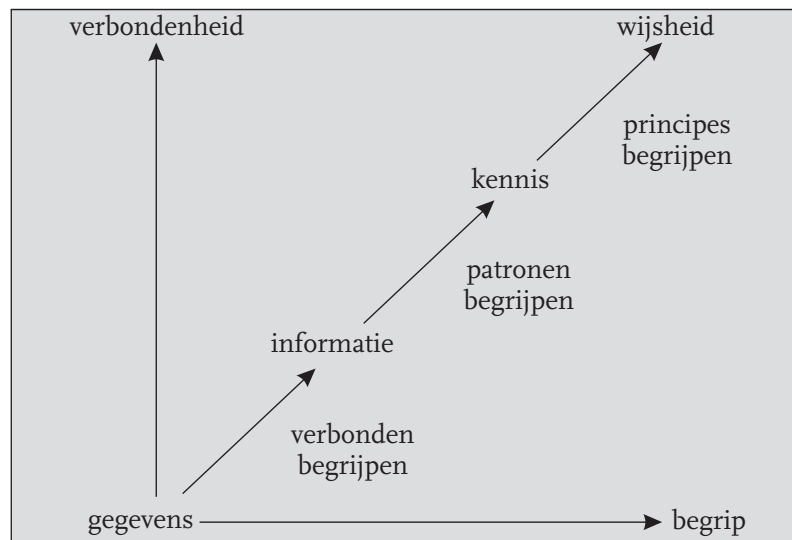 verbondenheid
wijsheid
principes
begrijpen
kennis
patronen
begrijpen
informatie
verbonden
begrijpen
gegevens
begrip